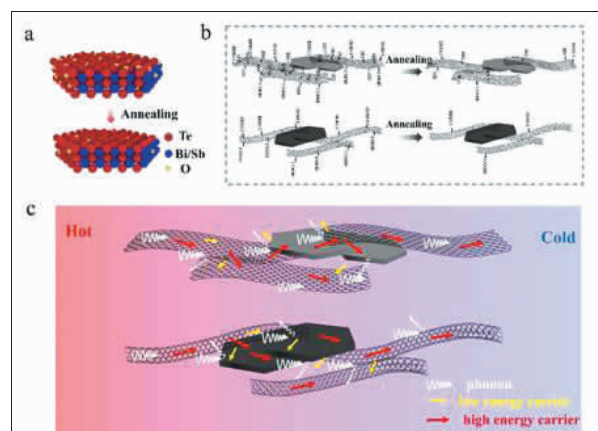 a
b
Annealing
Annealing
Te
Bi/Sb
O
Annealing
c
Hot
Cold
phonon
low energy carrier
high energy carrier